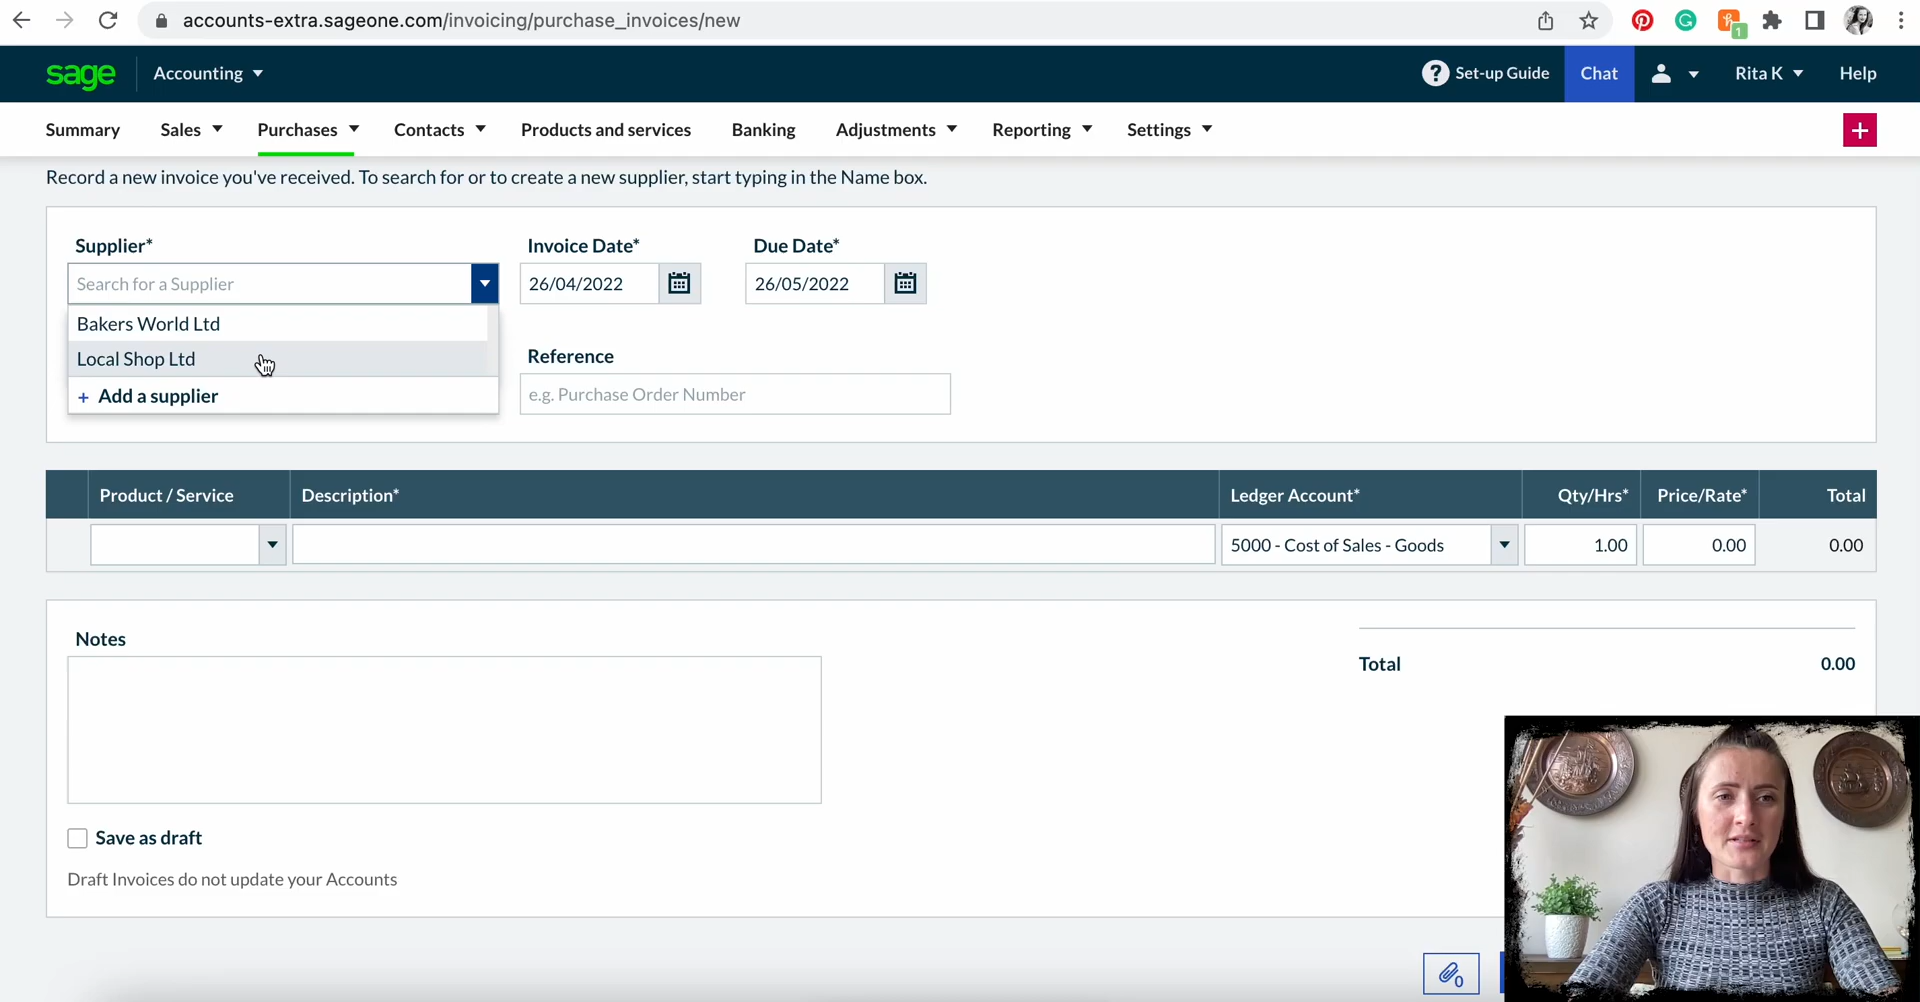 accounts-extra.sageone.com/invoicing/purchase_invoices/new
1
sage Accounting ? Set-up Guide Chat Rita K Help
Summary Sales Purchases Contacts Products and services Banking Adjustments Reporting Settings +
Record a new invoice you've received. To search for or to create a new supplier, start typing in the Name box.
Supplier* Invoice Date* Due Date*
Search for a Supplier 26/04/2022 26/05/2022
Bakers World Ltd
Local Shop Ltd
+ Add a supplier
Reference
e.g. Purchase Order Number
Product / Service Description* Ledger Account* Qty/Hrs* Price/Rate* Total
5000 - Cost of Sales - Goods 1.00 0.00 0.00
Notes
Total 0.00
Save as draft
Draft Invoices do not update your Accounts
0